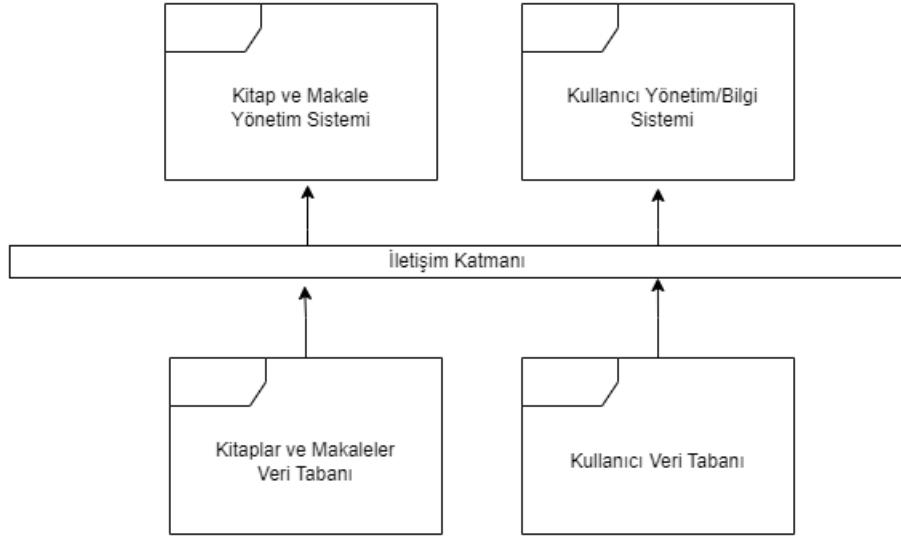 Kitap ve Makale
Yönetim Sistemi
Kullanıcı Yönetim/Bilgi
Sistemi
İletişim Katmanı
Kitaplar ve Makaleler
Veri Tabanı
Kullanıcı Veri Tabanı